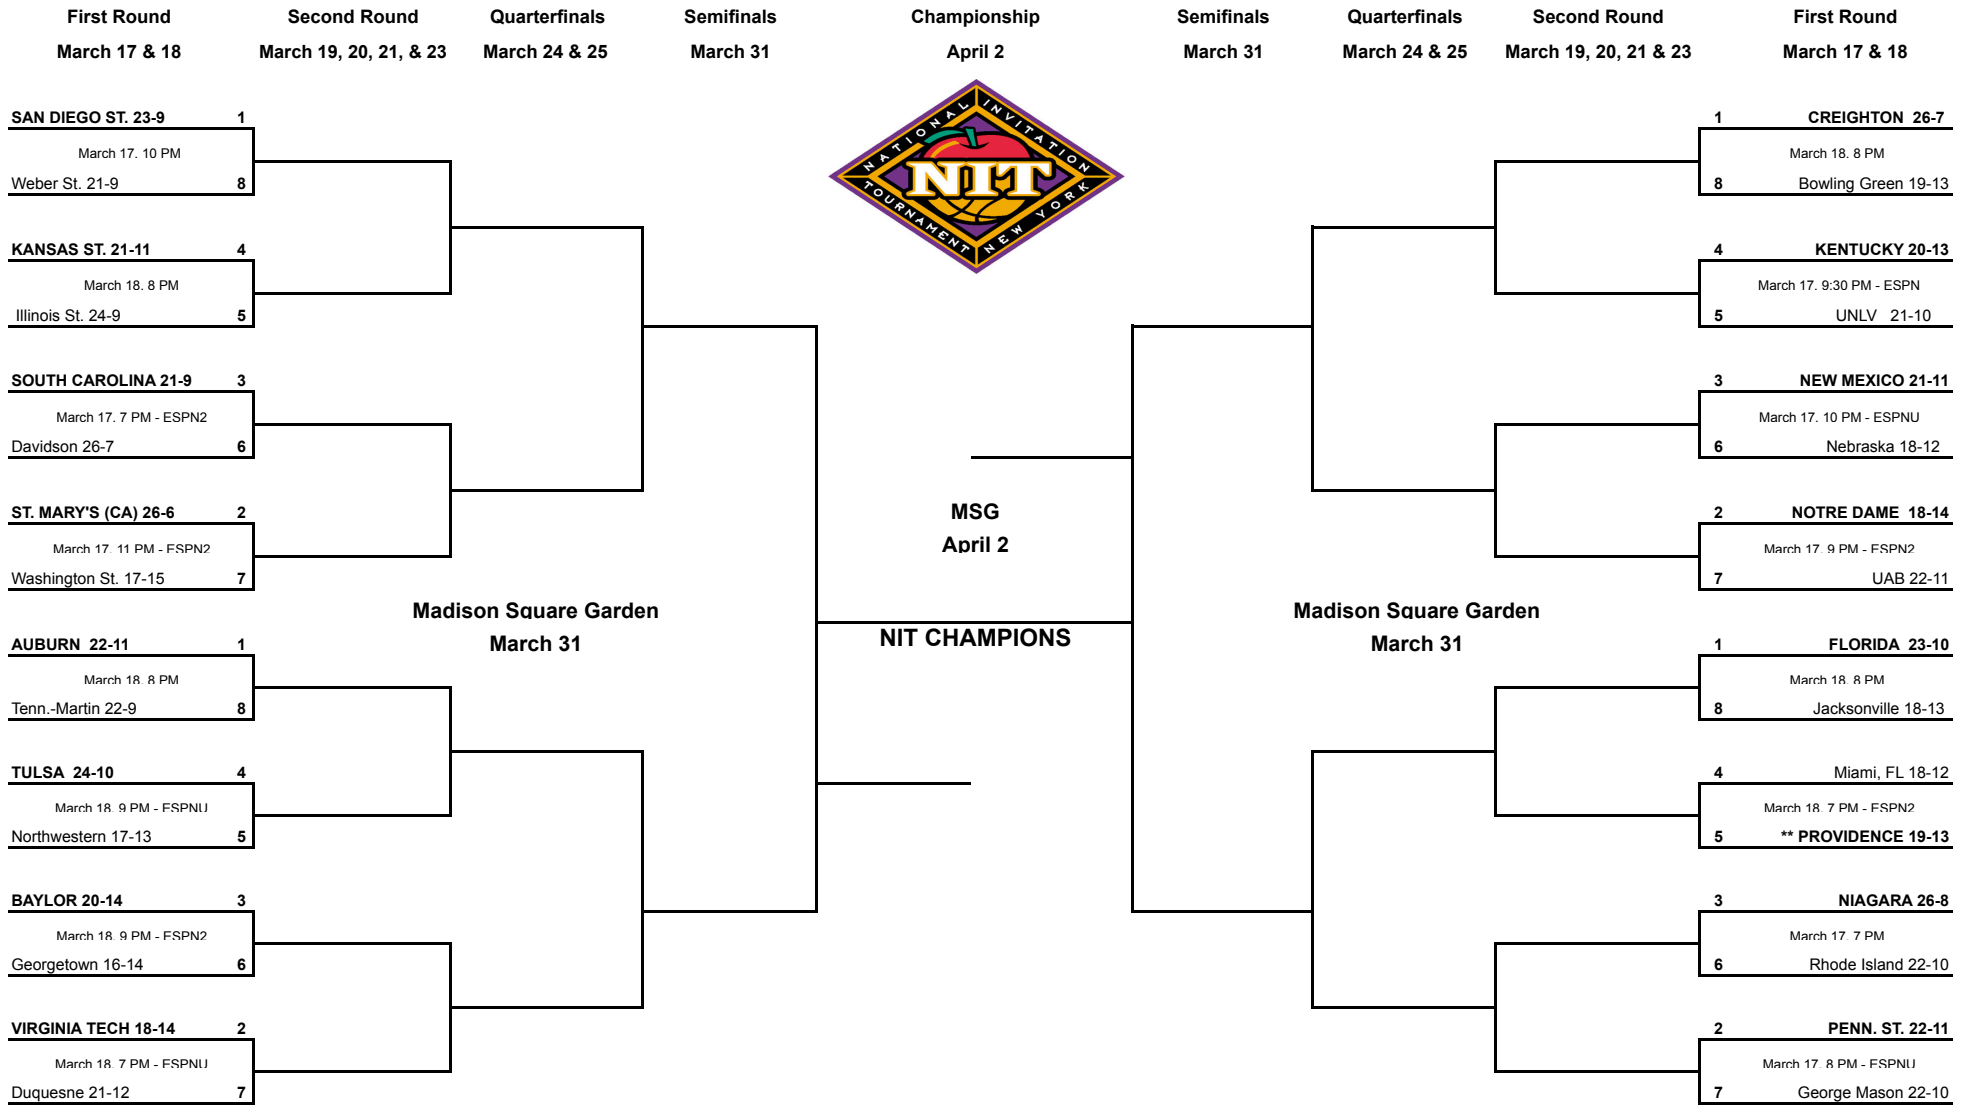 First Round Second Round Quarterfinals Semifinals Championship Semifinals Quarterfinals Second Round First Round
March 17 & 18 March 19, 20, 21, & 23 March 24 & 25 March 31 April 2 March 31 March 24 & 25 March 19, 20, 21 & 23 March 17 & 18
NATIONAL INVITATION
NIT
TOURNAMENT NEW YORK
SAN DIEGO ST. 23-9 1
March 17. 10 PM
Weber St. 21-9 8
KANSAS ST. 21-11 4
March 18. 8 PM
Illinois St. 24-9 5
SOUTH CAROLINA 21-9 3
March 17. 7 PM - ESPN2
Davidson 26-7 6
ST. MARY'S (CA) 26-6 2
March 17. 11 PM - ESPN2
Washington St. 17-15 7
Madison Square Garden
March 31
AUBURN 22-11 1
March 18. 8 PM
Tenn.-Martin 22-9 8
TULSA 24-10 4
March 18. 9 PM - ESPNU
Northwestern 17-13 5
BAYLOR 20-14 3
March 18. 9 PM - ESPN2
Georgetown 16-14 6
VIRGINIA TECH 18-14 2
March 18. 7 PM - ESPNU
Duquesne 21-12 7
MSG
April 2
NIT CHAMPIONS
1 CREIGHTON 26-7
March 18. 8 PM
8 Bowling Green 19-13
4 KENTUCKY 20-13
March 17. 9:30 PM - ESPN
5 UNLV 21-10
3 NEW MEXICO 21-11
March 17. 10 PM - ESPNU
6 Nebraska 18-12
2 NOTRE DAME 18-14
March 17. 9 PM - ESPN2
7 UAB 22-11
Madison Square Garden
March 31
1 FLORIDA 23-10
March 18. 8 PM
8 Jacksonville 18-13
4 Miami, FL 18-12
March 18. 7 PM - ESPN2
5 ** PROVIDENCE 19-13
3 NIAGARA 26-8
March 17. 7 PM
6 Rhode Island 22-10
2 PENN. ST. 22-11
March 17. 8 PM - ESPNU
7 George Mason 22-10